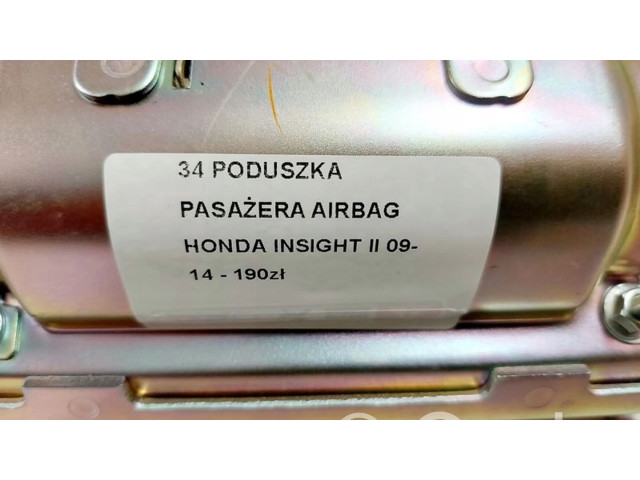 34 PODUSZKA
PASAŻERA AIRBAG
HONDA INSIGHT II 09-
14 - 190zł